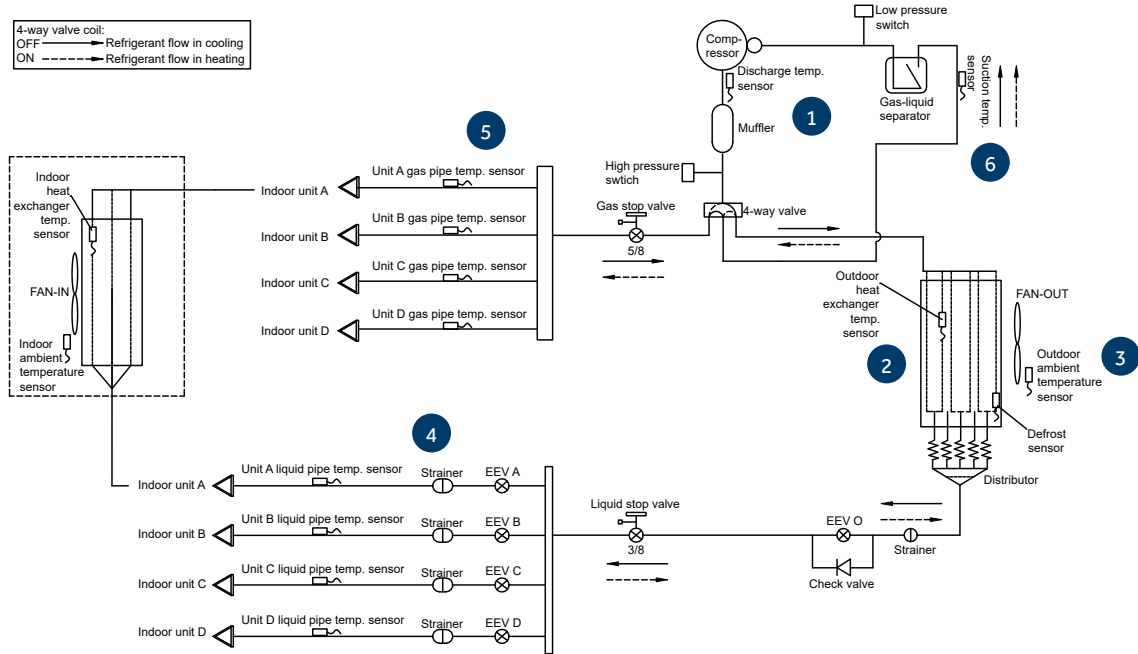 4-way valve coil:
OFF Refrigerant flow in cooling
ON Refrigerant flow in heating
Low pressure
switch
Comp-
ressor
Discharge temp.
sensor
Gas-liquid
separator
Suction temp.
sensor
1
Muffler
6
5
High pressure
swtich
4-way valve
Gas stop valve
5/8
Indoor
heat
exchanger
temp.
sensor
FAN-IN
Indoor
ambient
temperature
sensor
Indoor unit A
Unit A gas pipe temp. sensor
Indoor unit B
Unit B gas pipe temp. sensor
Indoor unit C
Unit C gas pipe temp. sensor
Indoor unit D
Unit D gas pipe temp. sensor
Outdoor
heat
exchanger
temp.
sensor
FAN-OUT
2
3
Outdoor
ambient
temperature
sensor
Defrost
sensor
Distributor
4
Indoor unit A
Unit A liquid pipe temp. sensor
Strainer
EEV A
Indoor unit B
Unit B liquid pipe temp. sensor
Strainer
EEV B
Indoor unit C
Unit C liquid pipe temp. sensor
Strainer
EEV C
Indoor unit D
Unit D liquid pipe temp. sensor
Strainer
EEV D
Liquid stop valve
3/8
EEV O
Strainer
Check valve